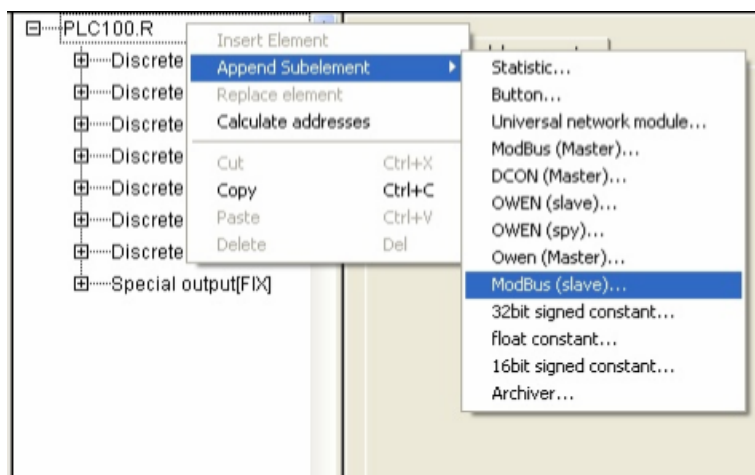 PLC100.R
Discrete
Discrete
Discrete
Discrete
Discrete
Discrete
Discrete
Special output[FIX]
Insert Element
Append Subelement
Replace element
Calculate addresses
Cut Ctrl+X
Copy Ctrl+C
Paste Ctrl+V
Delete Del
Statistic...
Button...
Universal network module...
ModBus (Master)...
DCON (Master)...
OWEN (slave)...
OWEN (spy)...
Owen (Master)...
ModBus (slave)...
32bit signed constant...
float constant...
16bit signed constant...
Archiver...